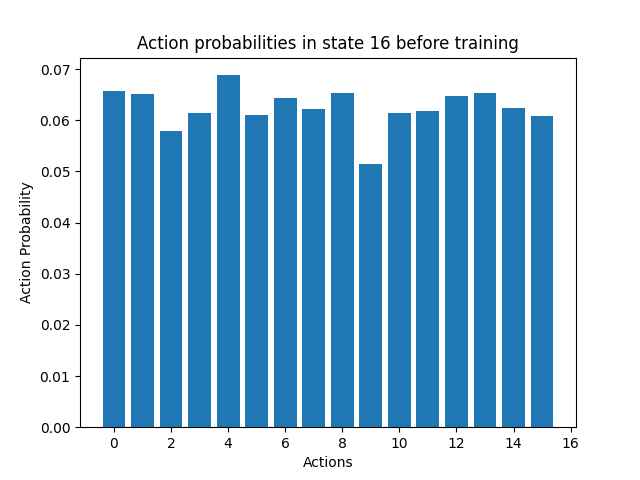 Action probabilities in state 16 before training
0.07
0.06
0.05
0.04
0.03
0.02
0.01
0.00
Action Probability
0 2 4 6 8 10 12 14 16
Actions